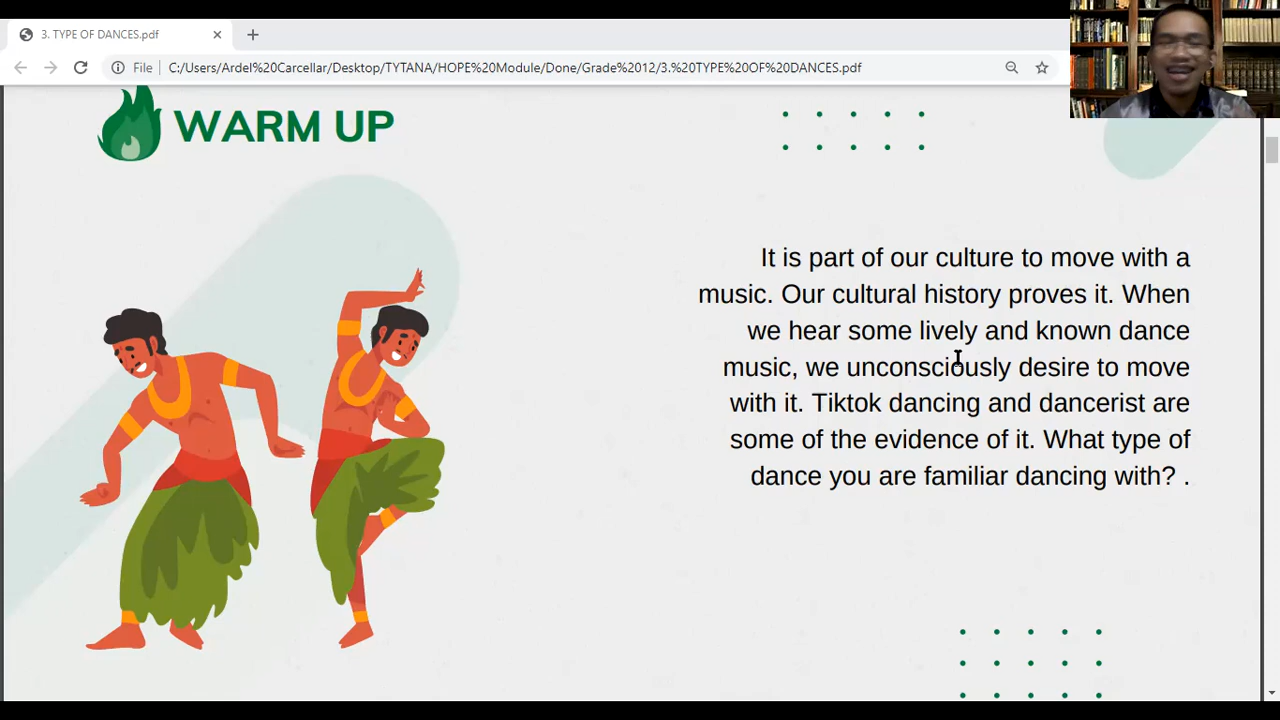 3. TYPE OF DANCES.pdf
File
C:/Users/Ardel%20Carcellar/Desktop/TYTANA/HOPE%20Module/Done/Grade%2012/3.%20TYPE%20OF%20DANCES.pdf
WARM UP
It is part of our culture to move with a
music. Our cultural history proves it. When
we hear some lively and known dance
music, we unconsciously desire to move
with it. Tiktok dancing and dancerist are
some of the evidence of it. What type of
dance you are familiar dancing with? .